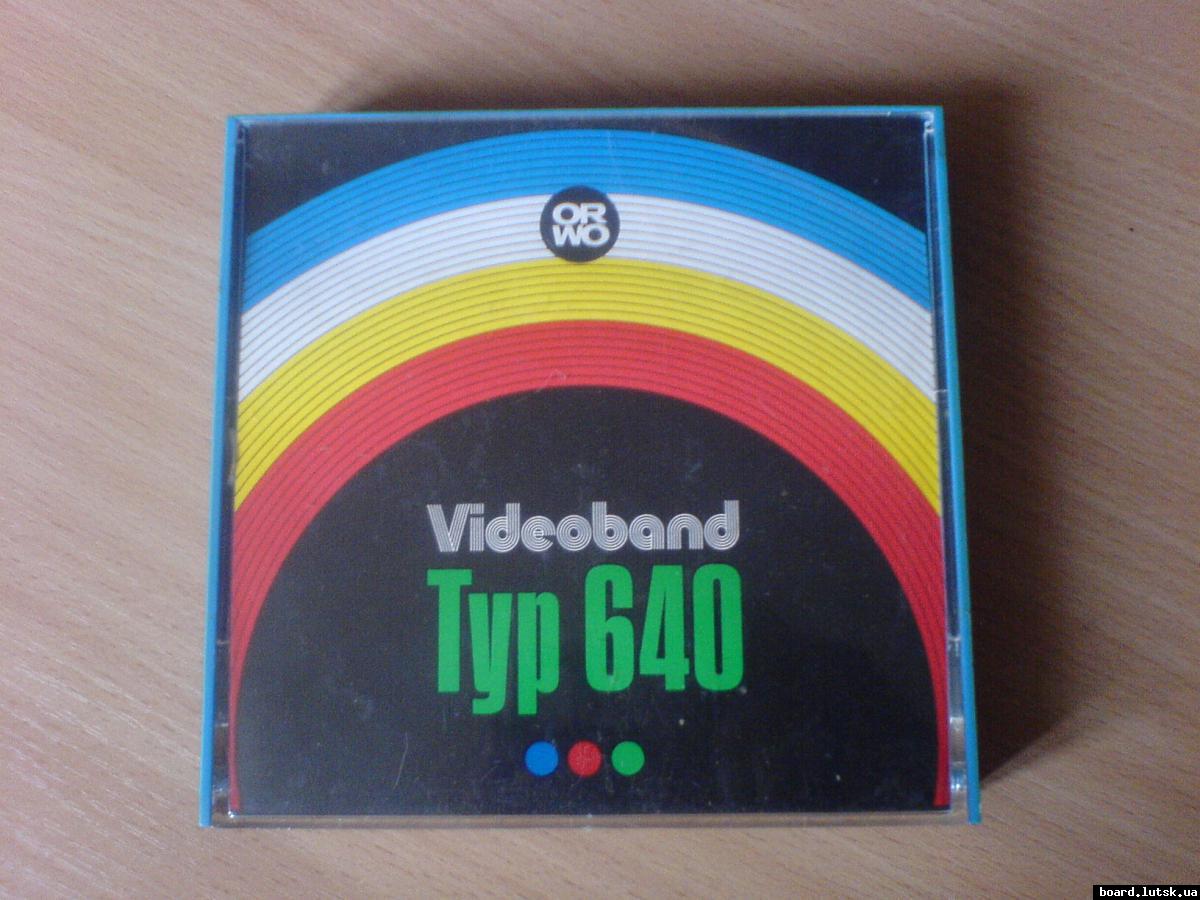 OR
WO
Videoband
Typ 640
board.lutsk.ua